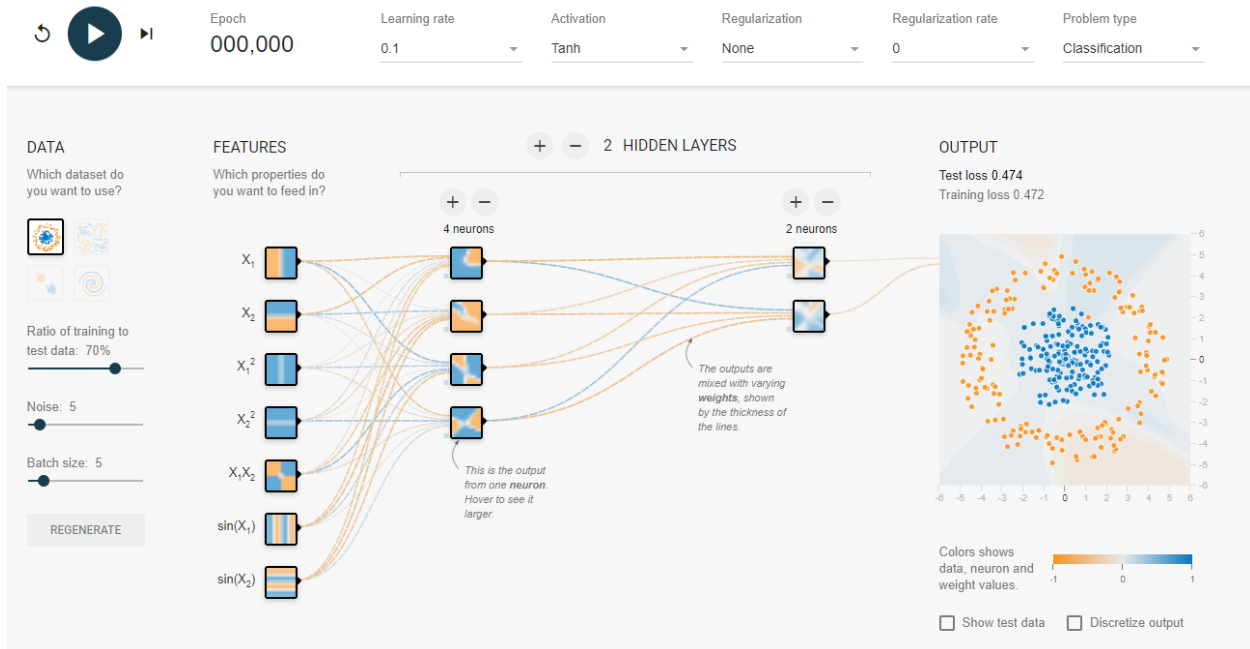 Epoch
000,000
Learning rate
0.1
Activation
Tanh
Regularization
None
Regularization rate
0
Problem type
Classification
DATA
Which dataset do
you want to use?
Ratio of training to
test data: 70%
Noise: 5
Batch size: 5
REGENERATE
FEATURES
Which properties do
you want to feed in?
X₁
X₂
X₁²
X₂²
X₁X₂
sin(X₁)
sin(X₂)
+ − 2 HIDDEN LAYERS
+ −
4 neurons
+ −
2 neurons
This is the output
from one neuron.
Hover to see it
larger.
The outputs are
mixed with varying
weights, shown
by the thickness of
the lines.
OUTPUT
Test loss 0.474
Training loss 0.472
6
5
4
3
2
1
0
-1
-2
-3
-4
-5
-6
-6 -5 -4 -3 -2 -1 0 1 2 3 4 5 6
Colors shows
data, neuron and
weight values.
-1 0 1
Show test data
Discretize output